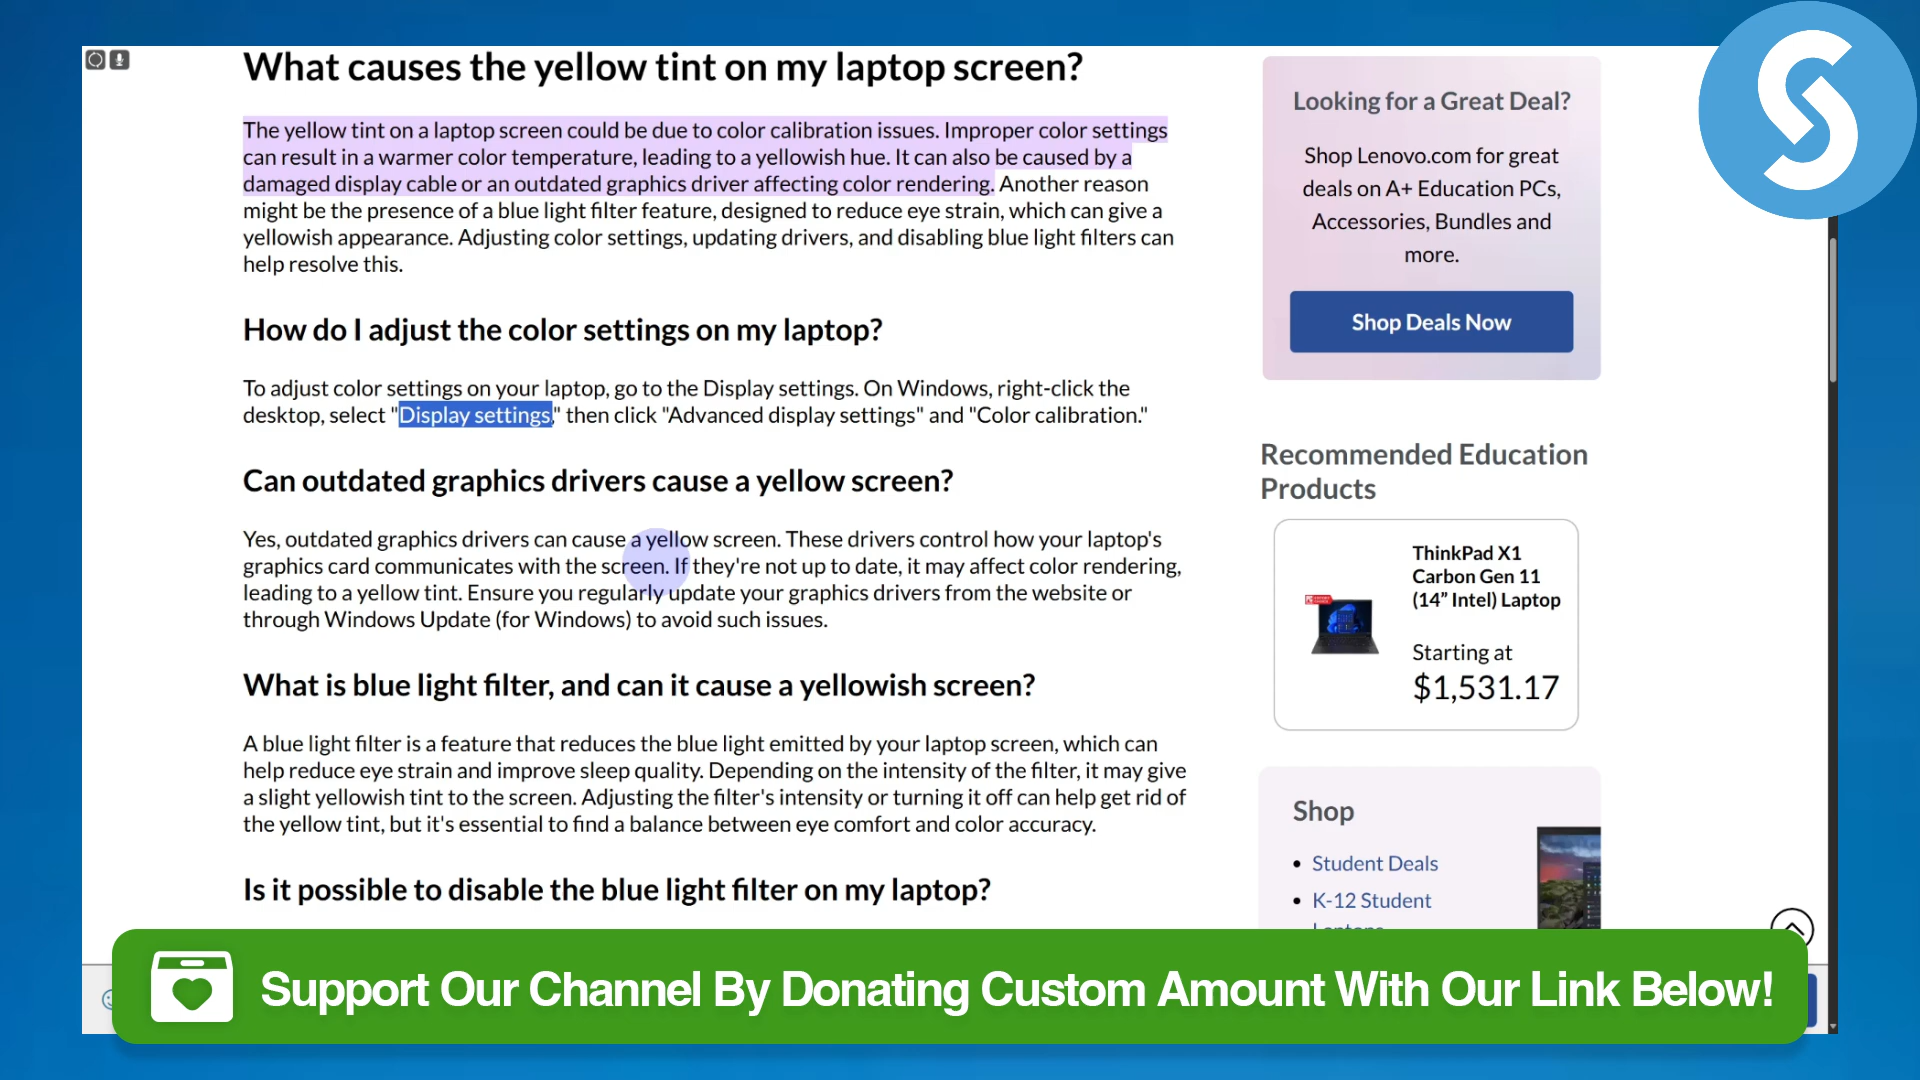 What causes the yellow tint on my laptop screen?
The yellow tint on a laptop screen could be due to color calibration issues. Improper color settings
can result in a warmer color temperature, leading to a yellowish hue. It can also be caused by a
damaged display cable or an outdated graphics driver affecting color rendering. Another reason
might be the presence of a blue light filter feature, designed to reduce eye strain, which can give a
yellowish appearance. Adjusting color settings, updating drivers, and disabling blue light filters can
help resolve this.
How do I adjust the color settings on my laptop?
To adjust color settings on your laptop, go to the Display settings. On Windows, right-click the
desktop, select "Display settings," then click "Advanced display settings" and "Color calibration."
Can outdated graphics drivers cause a yellow screen?
Yes, outdated graphics drivers can cause a yellow screen. These drivers control how your laptop's
graphics card communicates with the screen. If they're not up to date, it may affect color rendering,
leading to a yellow tint. Ensure you regularly update your graphics drivers from the website or
through Windows Update (for Windows) to avoid such issues.
What is blue light filter, and can it cause a yellowish screen?
A blue light filter is a feature that reduces the blue light emitted by your laptop screen, which can
help reduce eye strain and improve sleep quality. Depending on the intensity of the filter, it may give
a slight yellowish tint to the screen. Adjusting the filter's intensity or turning it off can help get rid of
the yellow tint, but it's essential to find a balance between eye comfort and color accuracy.
Is it possible to disable the blue light filter on my laptop?
Looking for a Great Deal?
Shop Lenovo.com for great
deals on A+ Education PCs,
Accessories, Bundles and
more.
Shop Deals Now
Recommended Education
Products
ThinkPad X1
Carbon Gen 11
(14” Intel) Laptop
Starting at
$1,531.17
Shop
• Student Deals
• K-12 Student
Support Our Channel By Donating Custom Amount With Our Link Below!